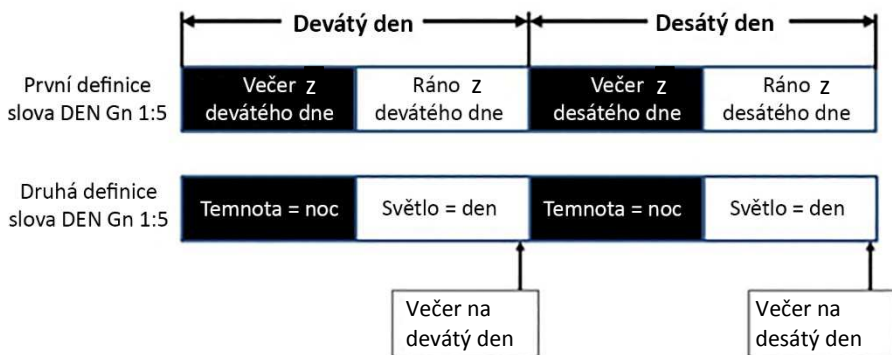 Devátý den
Desátý den
První definice
slova DEN Gn 1:5
Večer z
devátého dne
Ráno z
devátého dne
Večer z
desátého dne
Ráno z
desátého dne
Druhá definice
slova DEN Gn 1:5
Temnota = noc
Světlo = den
Temnota = noc
Světlo = den
Večer na
devátý den
Večer na
desátý den